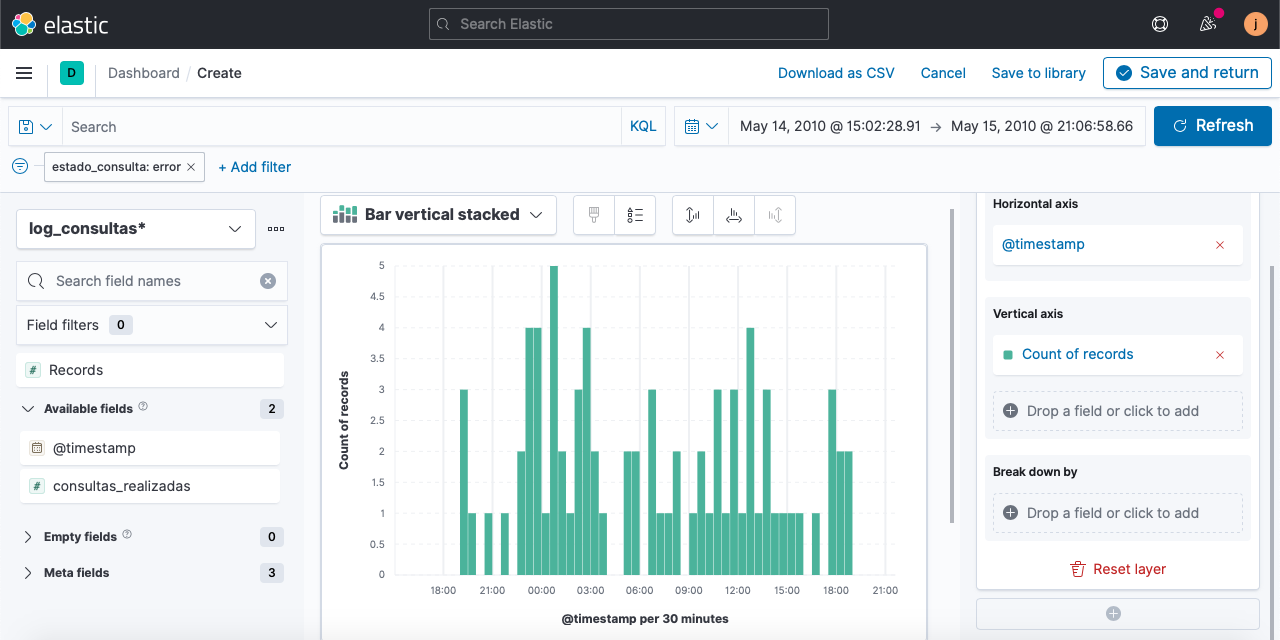 elastic
Search Elastic
j
D
Dashboard / Create
Download as CSV
Cancel
Save to library
Save and return
Search
KQL
May 14, 2010 @ 15:02:28.91 → May 15, 2010 @ 21:06:58.66
Refresh
estado_consulta: error ×
+ Add filter
log_consultas*
Search field names
Field filters 0
# Records
Available fields 2
@timestamp
# consultas_realizadas
Empty fields 0
Meta fields 3
Bar vertical stacked
Count of records
5
4.5
4
3.5
3
2.5
2
1.5
1
0.5
0
18:00 21:00 00:00 03:00 06:00 09:00 12:00 15:00 18:00 21:00
@timestamp per 30 minutes
Horizontal axis
@timestamp ×
Vertical axis
Count of records ×
Drop a field or click to add
Break down by
Drop a field or click to add
Reset layer